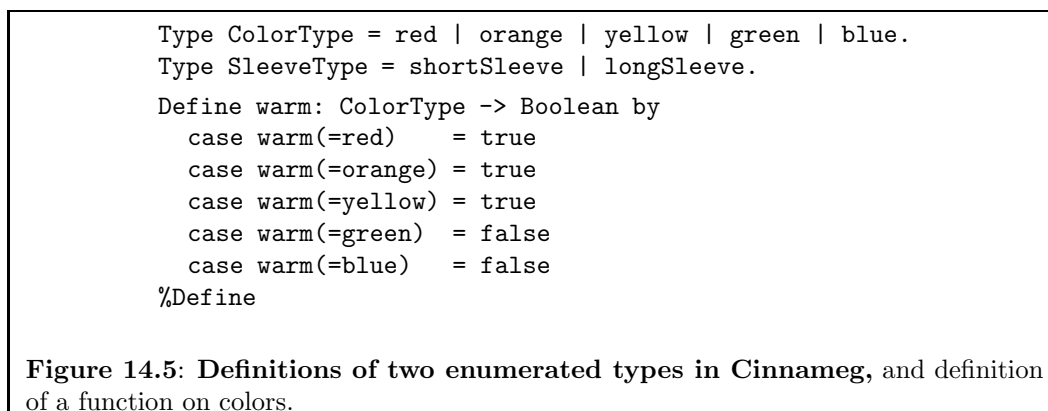 Type ColorType = red | orange | yellow | green | blue.
Type SleeveType = shortSleeve | longSleeve.
Define warm: ColorType -> Boolean by
  case warm(=red)    = true
  case warm(=orange) = true
  case warm(=yellow) = true
  case warm(=green)  = false
  case warm(=blue)   = false
%Define
Figure 14.5: Definitions of two enumerated types in Cinnameg, and definition
of a function on colors.